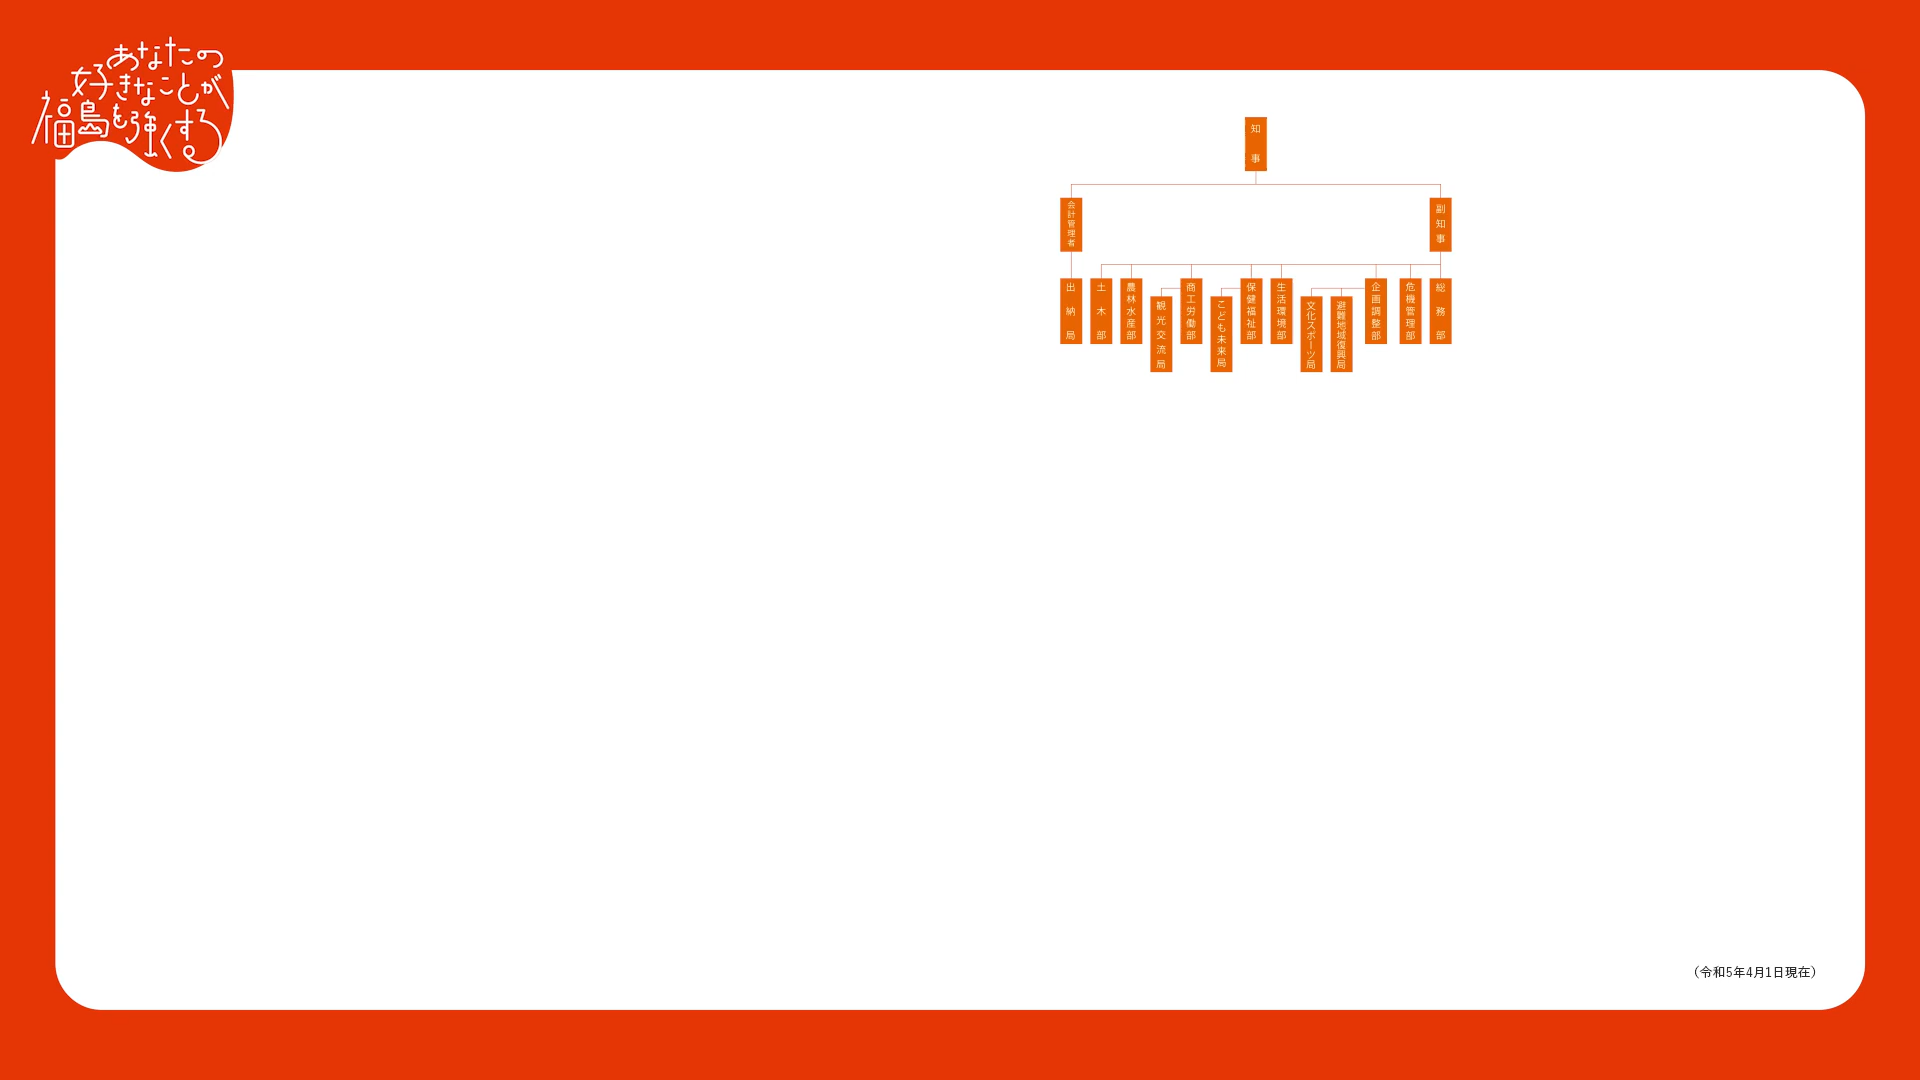 あなたの
好きなことが
福島を強くする
知事
会計管理者
副知事
総務部
危機管理部
企画調整部
避難地域復興局
文化スポーツ局
生活環境部
保健福祉部
こども未来局
商工労働部
観光交流局
農林水産部
土木部
出納局
（令和5年4月1日現在）